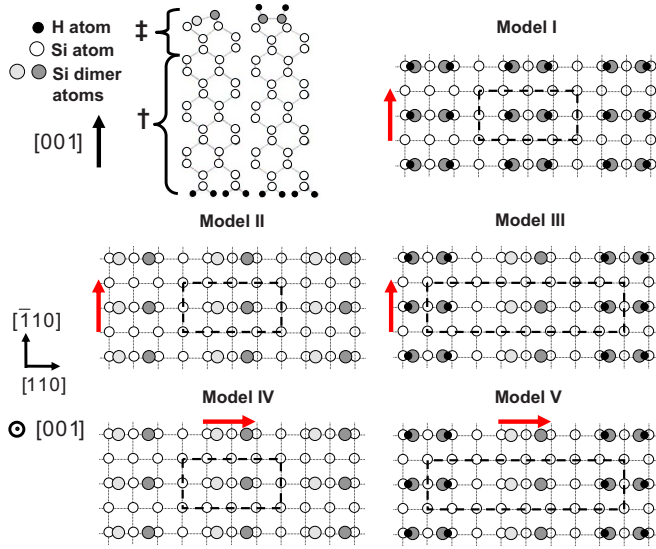 H atom
Si atom
Si dimer
atoms
[001]
‡
†
Model I
Model II
Model III
[1̄10]
[110]
[001]
Model IV
Model V